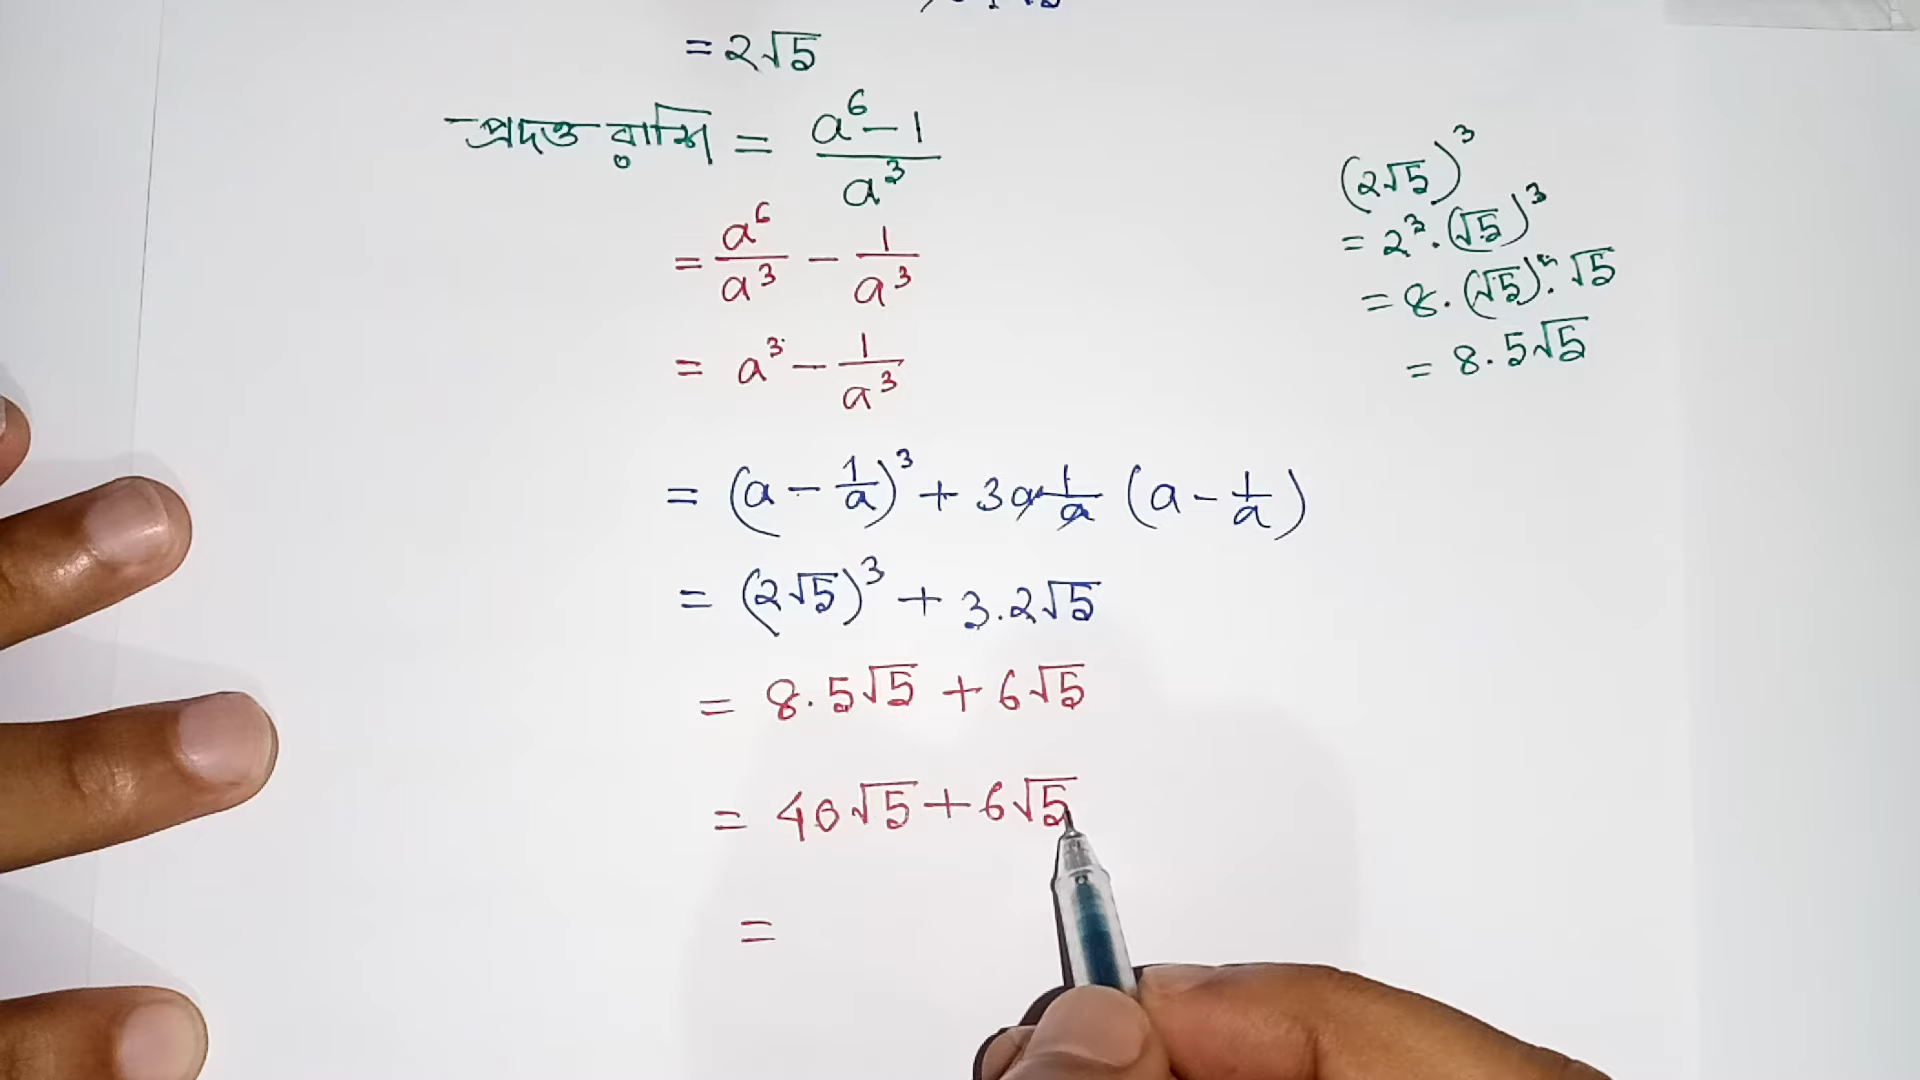 = 2√5
প্রদত্ত রাশি = (a⁶ - 1)/a³
= a⁶/a³ - 1/a³
= a³ - 1/a³
= (a - 1/a)³ + 3a·1/a (a - 1/a)
= (2√5)³ + 3.2√5
= 8.5√5 + 6√5
= 40√5 + 6√5
=
(2√5)³
= 2³.(√5)³
= 8.(√5)².√5
= 8.5√5